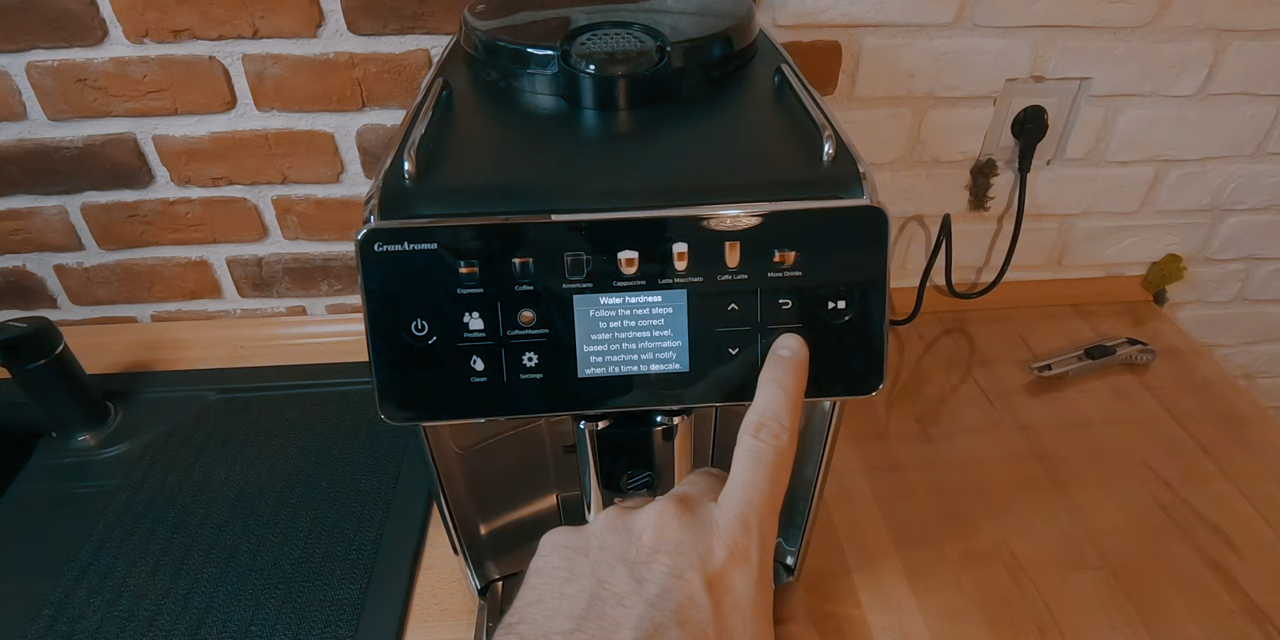 GranAroma
Espresso
Coffee
Americano
Cappuccino
Latte Macchiato
Caffè Latte
More Drinks
Profiles
CoffeeMaestro
Clean
Settings
Water hardness
Follow the next steps
to set the correct
water hardness level,
based on this information
the machine will notify
when it's time to descale.